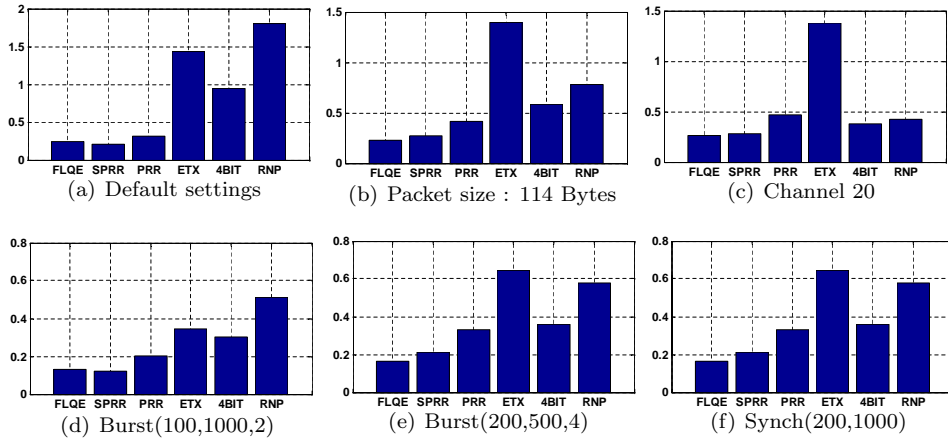 2
1.5
1
0.5
0
FLQE SPRR PRR ETX 4BIT RNP
(a) Default settings
1.5
1
0.5
0
FLQE SPRR PRR ETX 4BIT RNP
(b) Packet size : 114 Bytes
1.5
1
0.5
0
FLQE SPRR PRR ETX 4BIT RNP
(c) Channel 20
0.8
0.6
0.4
0.2
0
FLQE SPRR PRR ETX 4BIT RNP
(d) Burst(100,1000,2)
0.8
0.6
0.4
0.2
0
FLQE SPRR PRR ETX 4BIT RNP
(e) Burst(200,500,4)
0.8
0.6
0.4
0.2
0
FLQE SPRR PRR ETX 4BIT RNP
(f) Synch(200,1000)